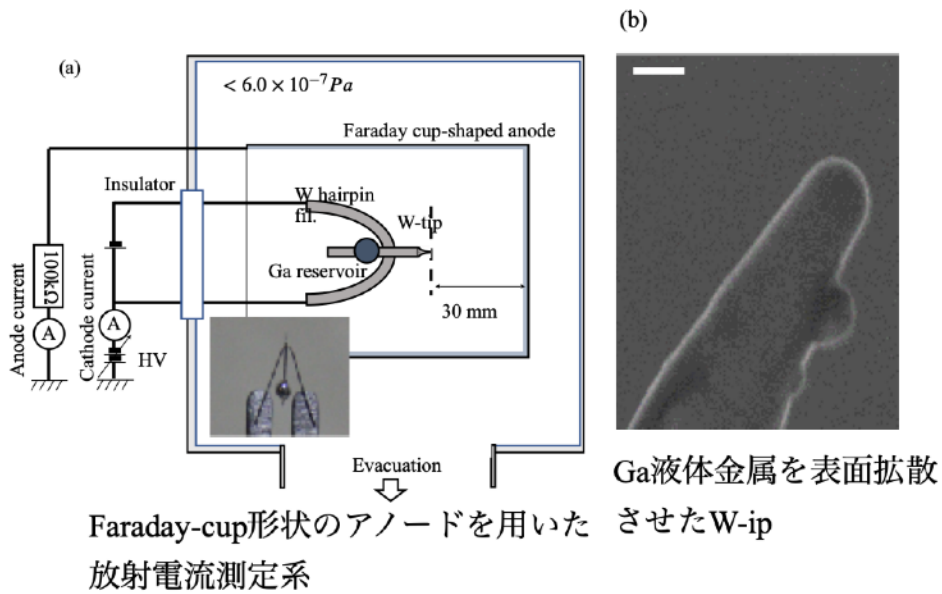 (a)
< 6.0 × 10⁻⁷ Pa
Faraday cup-shaped anode
Insulator
W hairpin
fil.
W-tip
Ga reservoir
30 mm
100kΩ
A
Anode current
A
Cathode current
HV
Evacuation
Faraday-cup形状のアノードを用いた
放射電流測定系
(b)
Ga液体金属を表面拡散
させたW-ip